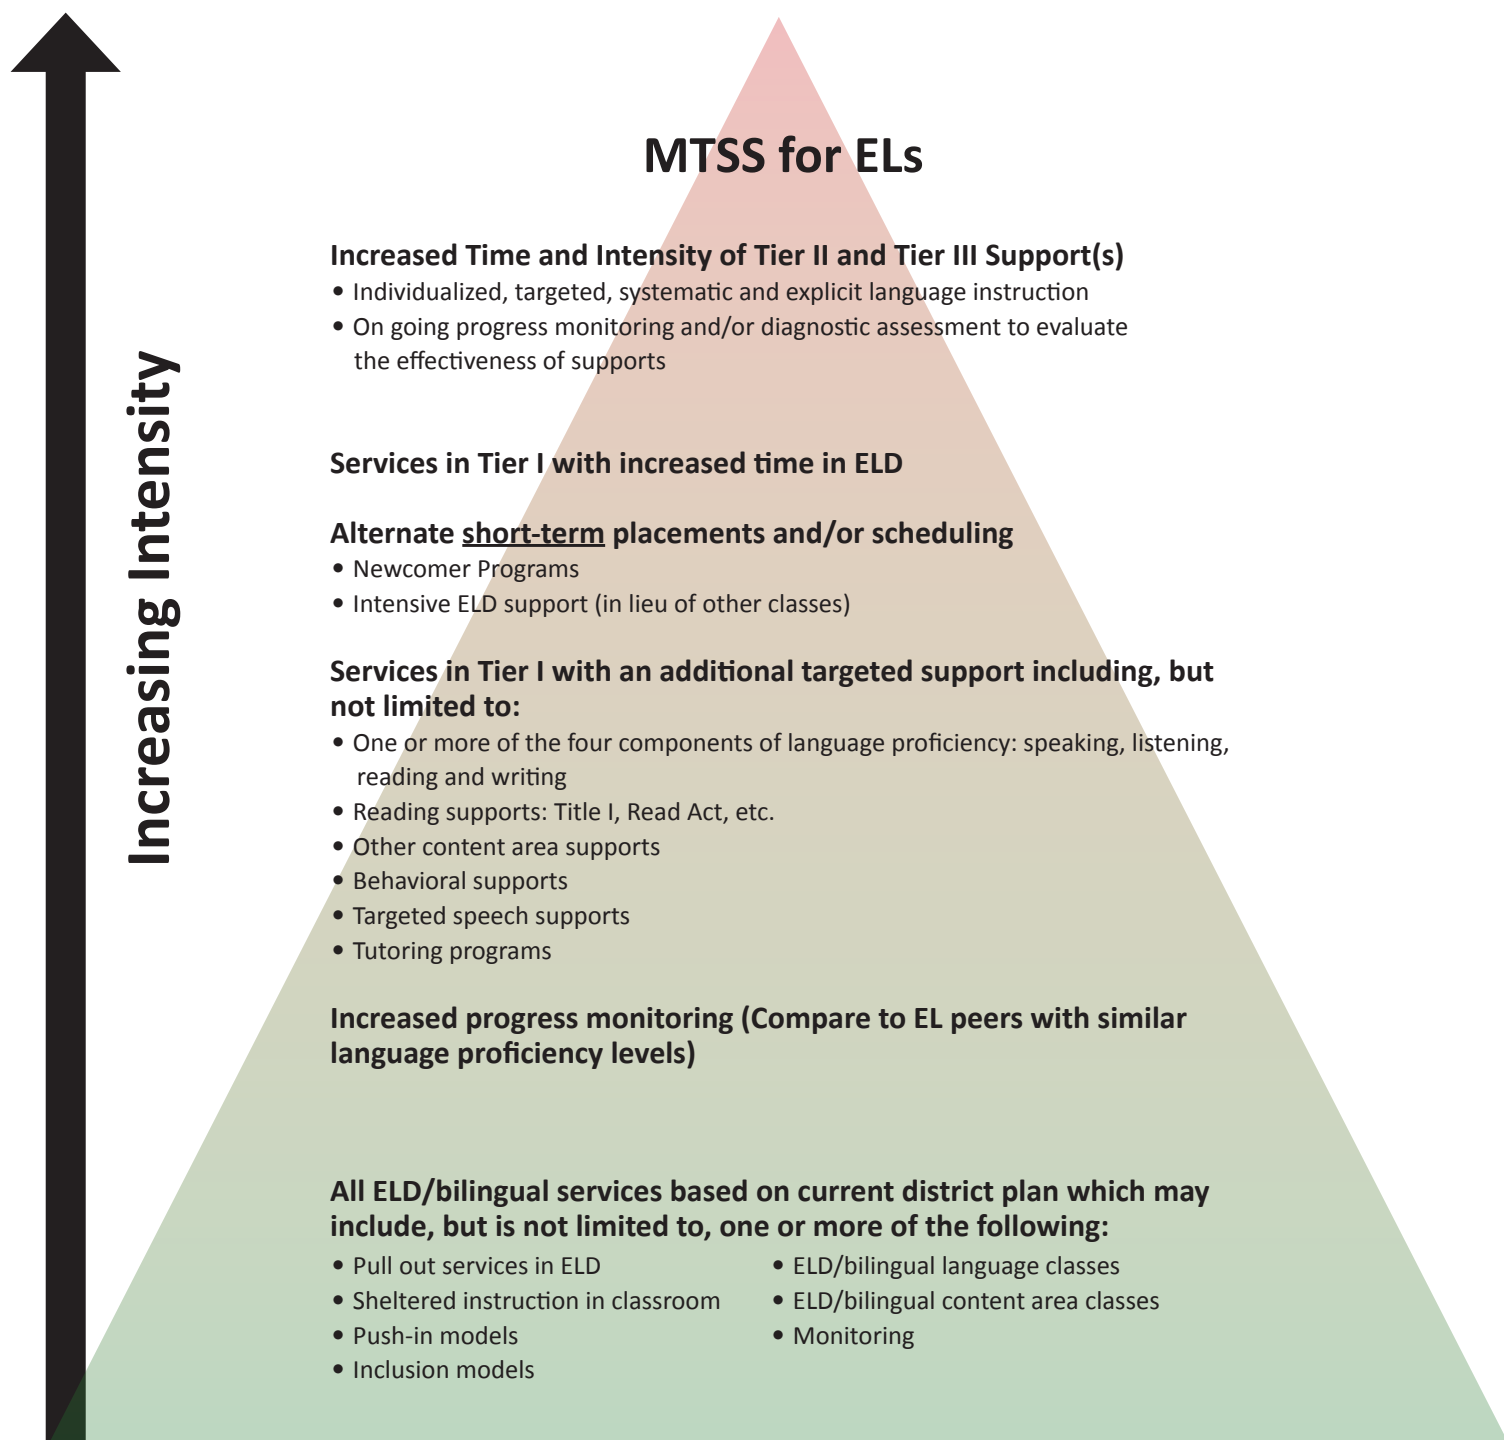 MTSS for ELs
Increased Time and Intensity of Tier II and Tier III Support(s)
• Individualized, targeted, systematic and explicit language instruction
• On going progress monitoring and/or diagnostic assessment to evaluate
the effectiveness of supports
Services in Tier I with increased time in ELD
Alternate short-term placements and/or scheduling
• Newcomer Programs
• Intensive ELD support (in lieu of other classes)
Services in Tier I with an additional targeted support including, but
not limited to:
• One or more of the four components of language proficiency: speaking, listening,
reading and writing
• Reading supports: Title I, Read Act, etc.
• Other content area supports
• Behavioral supports
• Targeted speech supports
• Tutoring programs
Increased progress monitoring (Compare to EL peers with similar
language proficiency levels)
All ELD/bilingual services based on current district plan which may
include, but is not limited to, one or more of the following:
• Pull out services in ELD
• Sheltered instruction in classroom
• Push-in models
• Inclusion models
• ELD/bilingual language classes
• ELD/bilingual content area classes
• Monitoring
Increasing Intensity